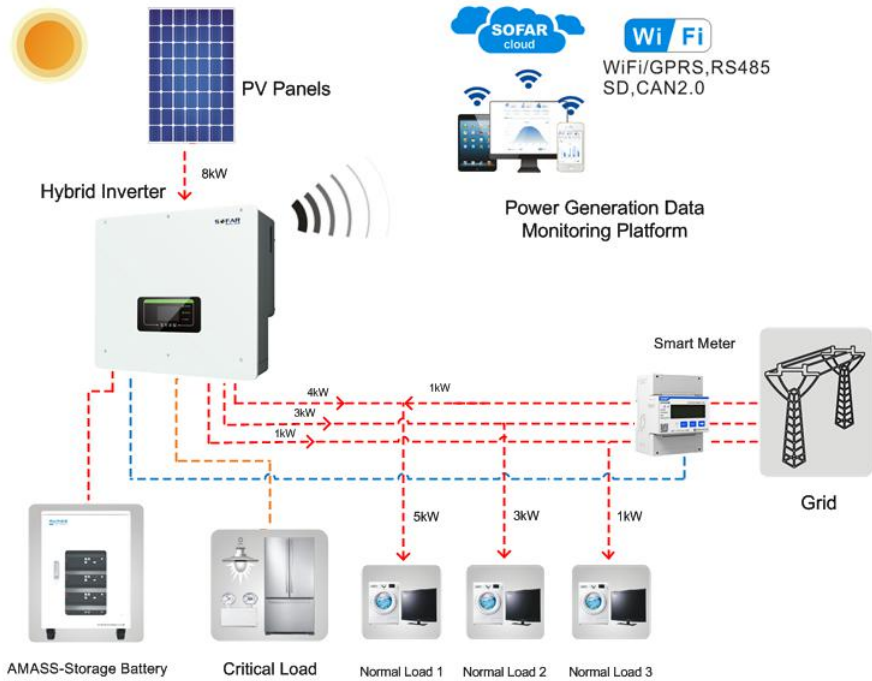 SOFAR
cloud
Wi Fi
WiFi/GPRS,RS485
SD,CAN2.0
PV Panels
8kW
Hybrid Inverter
SOFAR
Power Generation Data
Monitoring Platform
Smart Meter
4kW
1kW
3kW
1kW
Grid
5kW
3kW
1kW
AMASS-Storage Battery
Critical Load
Normal Load 1
Normal Load 2
Normal Load 3